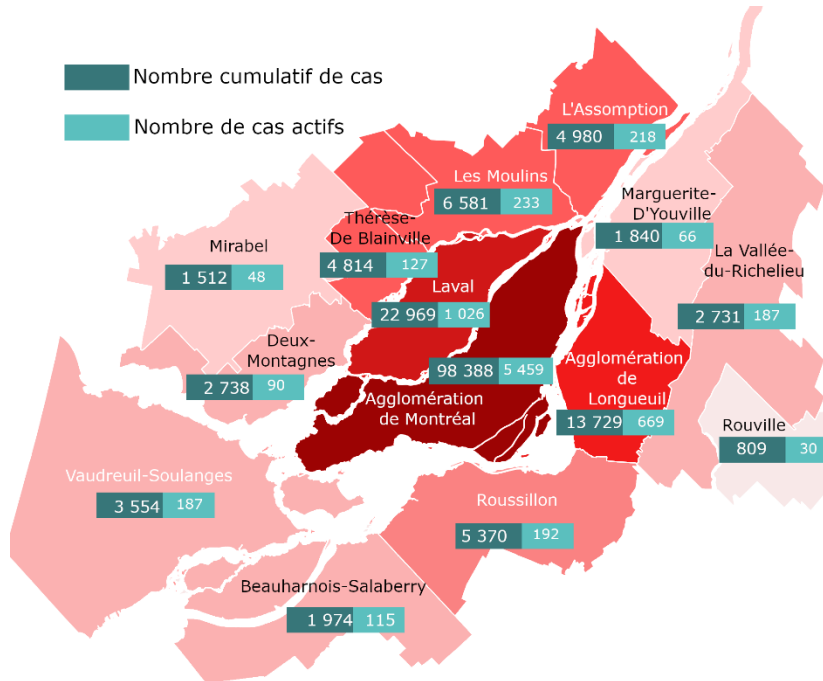 Nombre cumulatif de cas
Nombre de cas actifs
L'Assomption
4 980 218
Les Moulins
6 581 233
Marguerite-
D'Youville
1 840 66
Thérèse-
De Blainville
4 814 127
Mirabel
1 512 48
La Vallée-
du-Richelieu
2 731 187
Laval
22 969 1 026
Deux-
Montagnes
2 738 90
98 388 5 459
Agglomération
de Montréal
Agglomération
de
Longueuil
13 729 669
Rouville
809 30
Vaudreuil-Soulanges
3 554 187
Roussillon
5 370 192
Beauharnois-Salaberry
1 974 115